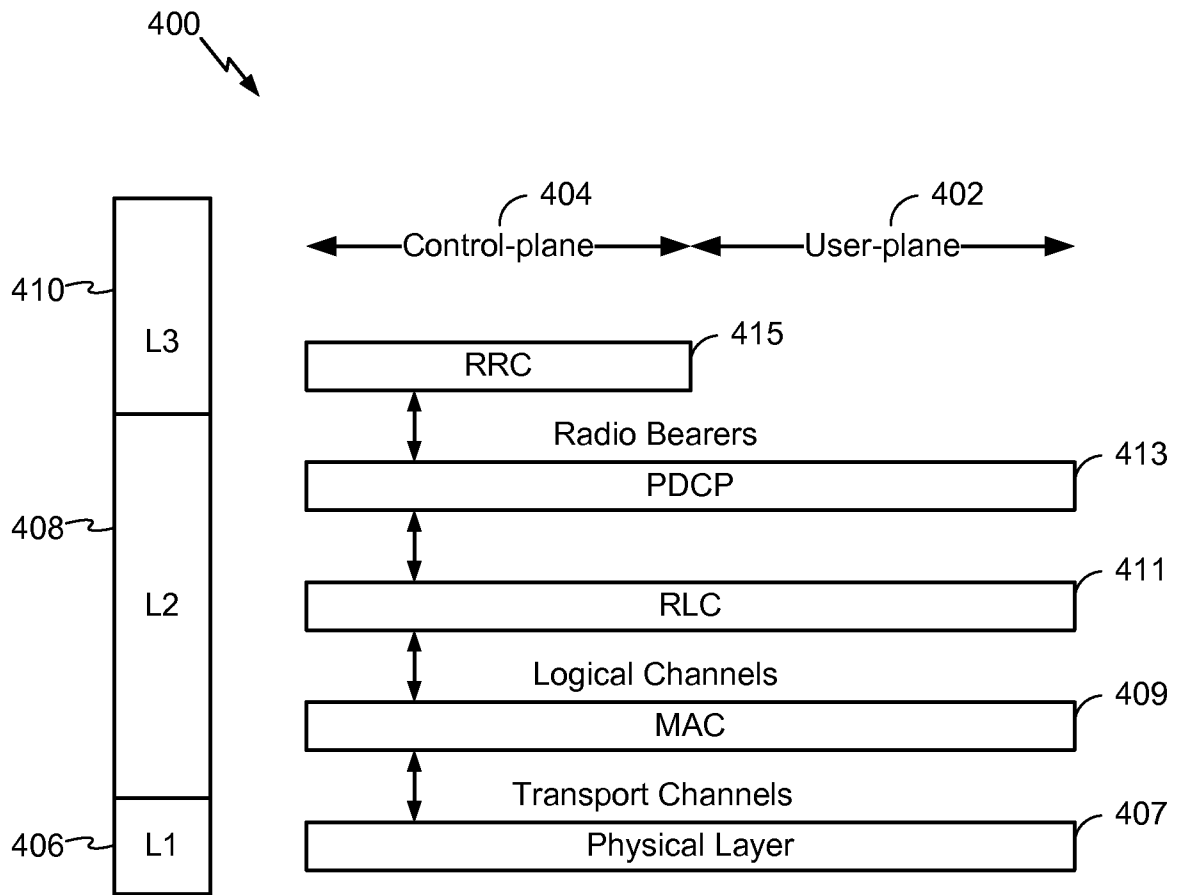 400
404
402
Control-plane
User-plane
410
L3
RRC
415
Radio Bearers
PDCP
413
408
L2
RLC
411
Logical Channels
MAC
409
Transport Channels
406
L1
Physical Layer
407